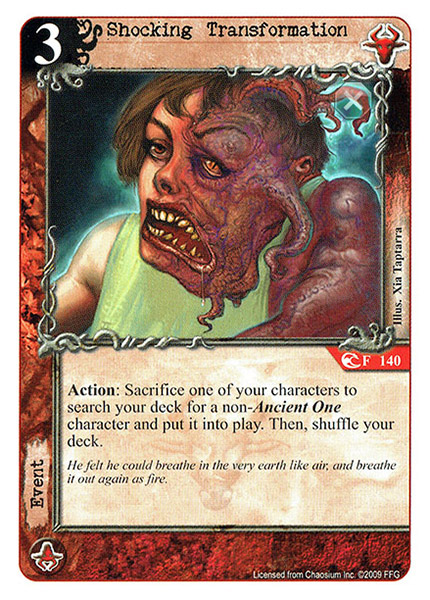 3
Shocking Transformation
Illus. Xia Taptarra
F 140
Action: Sacrifice one of your characters to
search your deck for a non-Ancient One
character and put it into play. Then, shuffle your
deck.
He felt he could breathe in the very earth like air, and breathe
it out again as fire.
Event
Licensed from Chaosium Inc. ©2009 FFG